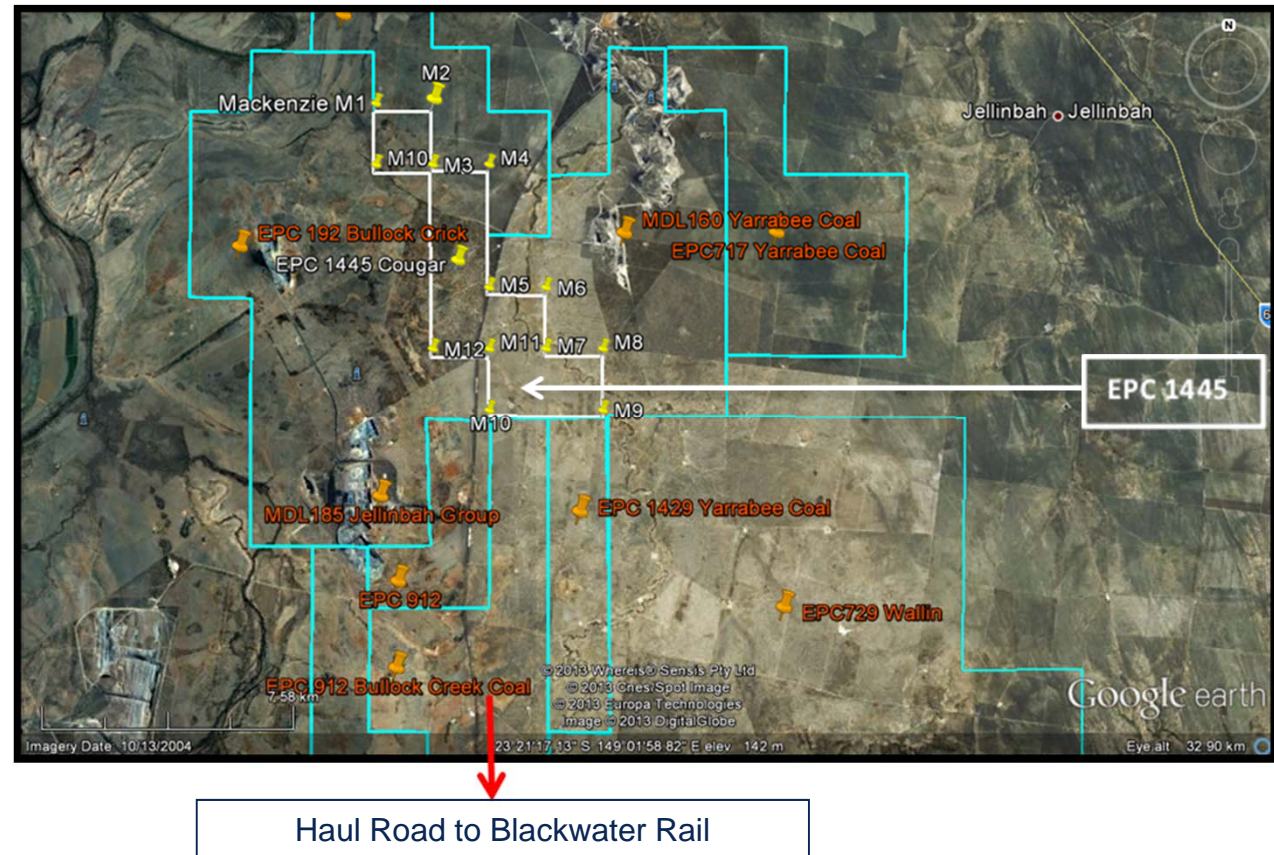 N
M2
Mackenzie M1
Jellinbah Jellinbah
M10 M3 M4
MDL160 Yarrabee Coal
EPC 192 Bullock Crick
EPC717 Yarrabee Coal
EPC 1445 Cougar
M5 M6
6
M12 M11 M7 M8
EPC 1445
M10 M9
EPC 1429 Yarrabee Coal
MDL185 Jellinbah Group
EPC 912
EPC729 Wallin
EPC 912 Bullock Creek Coal
7.58 km
© 2013 Whereis® Sensis Pty Ltd
© 2013 Cnes/Spot Image
© 2013 Europa Technologies
Image © 2013 DigitalGlobe
Google earth
Imagery Date 10/13/2004
23°21'17.13" S 149°01'58.82" E elev 142 m
Eye alt 32.90 km
Haul Road to Blackwater Rail